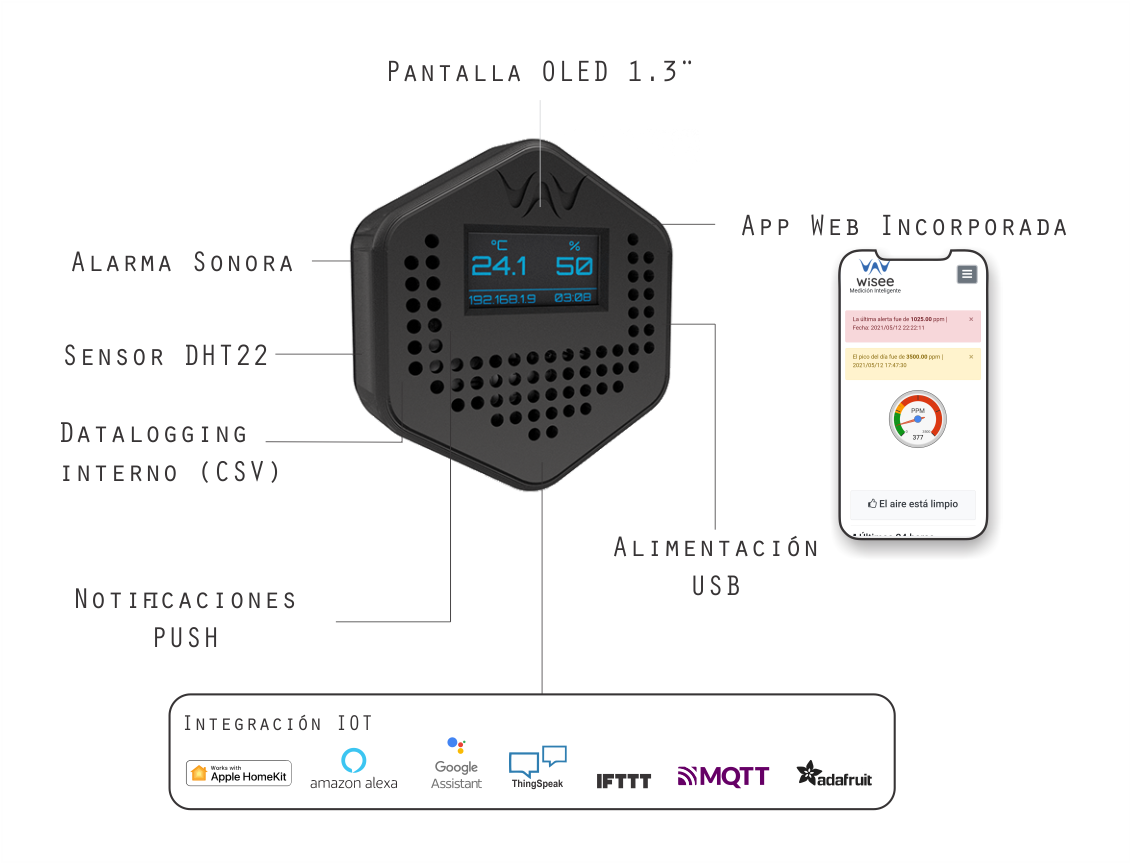 PANTALLA OLED 1.3¨
APP WEB INCORPORADA
ALARMA SONORA
SENSOR DHT22
DATALOGGING
INTERNO (CSV)
NOTIFICACIONES
PUSH
ALIMENTACIÓN
USB
°C %
24.1 50
192.168.1.9 03:08
wisee
Medición Inteligente
La última alerta fue de 1025.00 ppm | ×
Fecha: 2021/05/12 22:22:11
El pico del día fue de 3500.00 ppm | ×
2021/05/12 17:47:30
PPM
0
377
El aire está limpio
INTEGRACIÓN IOT
Works with
Apple HomeKit
amazon alexa
Google
Assistant
ThingSpeak
IFTTT
MQTT
adafruit